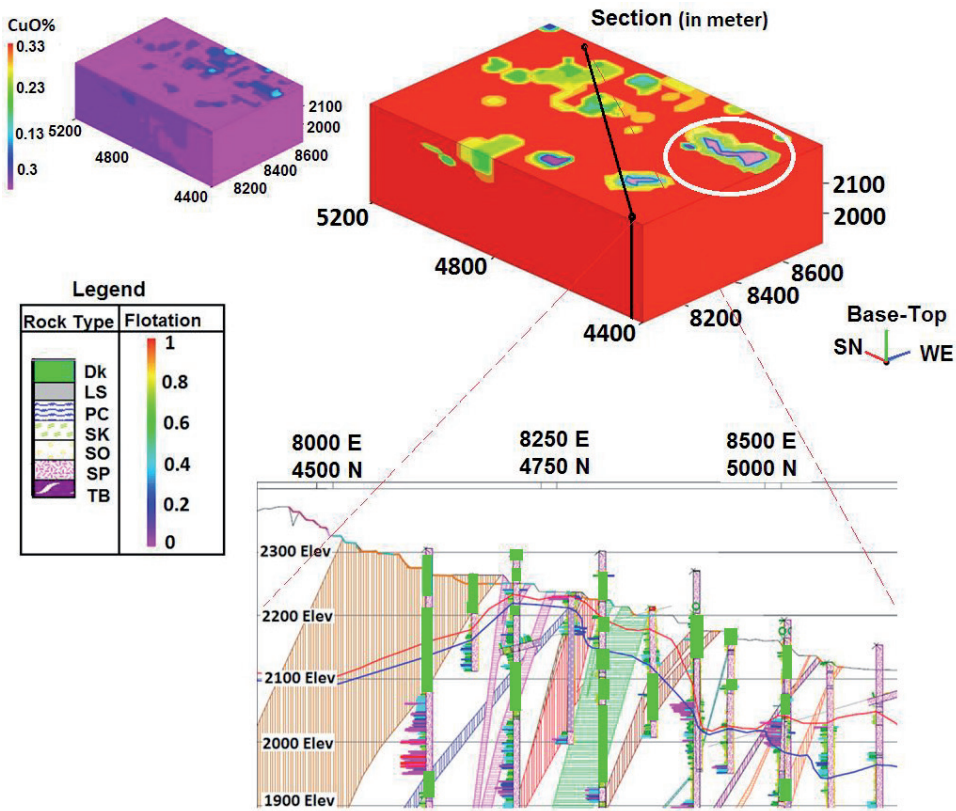 CuO%
0.33
0.23
0.13
0.3
5200
4800
4400
8200
8400
8600
2100
2000
Section (in meter)
5200
4800
4400
8200
8400
8600
2100
2000
Base-Top
SN
WE
Legend
Rock Type Flotation
Dk
LS
PC
SK
SO
SP
TB
1
0.8
0.6
0.4
0.2
0
8000 E
4500 N
8250 E
4750 N
8500 E
5000 N
2300 Elev
2200 Elev
2100 Elev
2000 Elev
1900 Elev